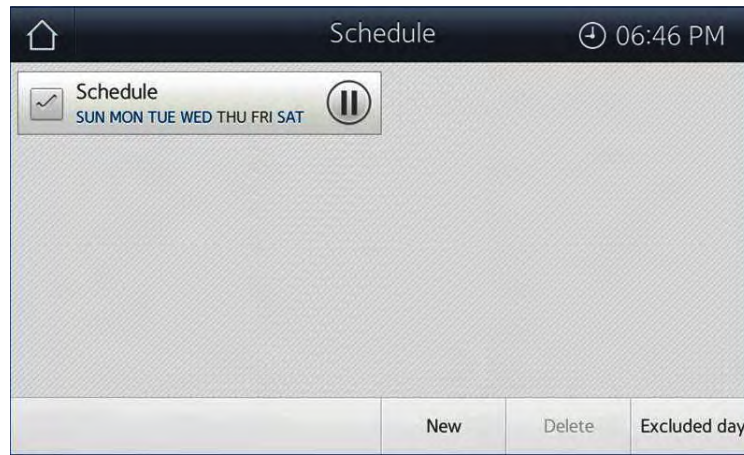 Schedule
06:46 PM
Schedule
SUN MON TUE WED THU FRI SAT
New
Delete
Excluded day